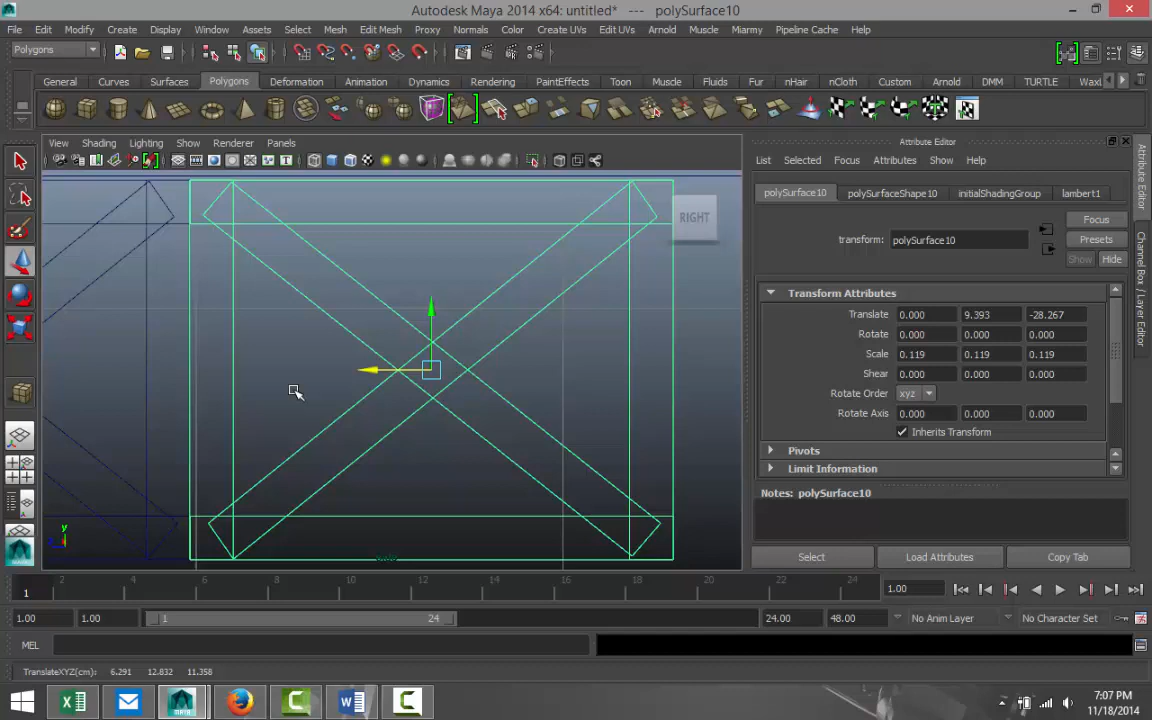 Autodesk Maya 2014 x64: untitled* --- polySurface10
File Edit Modify Create Display Window Assets Select Mesh Edit Mesh Proxy Normals Color Create UVs Edit UVs Arnold Muscle Marmy Pipeline Cache Help
Polygons
General Curves Surfaces Polygons Deformation Animation Dynamics Rendering PaintEffects Toon Muscle Fluids Fur nHair nCloth Custom Arnold DMM TURTLE
View Shading Lighting Show Renderer Panels
Attribute Editor
List Selected Focus Attributes Show Help
polySurface10 polySurfaceShape10 initialShadingGroup lambert1
RIGHT
Focus
transform: polySurface10
Presets
Show Hide
Transform Attributes
Translate 0.000 9.393 -28.267
Rotate 0.000 0.000 0.000
Scale 0.119 0.119 0.119
Shear 0.000 0.000 0.000
Rotate Order xyz
Rotate Axis 0.000 0.000 0.000
Inherits Transform
Pivots
Limit Information
Notes: polySurface10
Select Load Attributes Copy Tab
Attribute Editor
Channel Box / Layer Editor
y
2 4 6 8 10 12 14 16 18 20 22 24
1 1.00
1.00 1.00 1 24 24.00 48.00 No Anim Layer No Character Set
MEL
TranslateXYZ(cm): 6.291 12.832 11.358
7:07 PM
11/18/2014